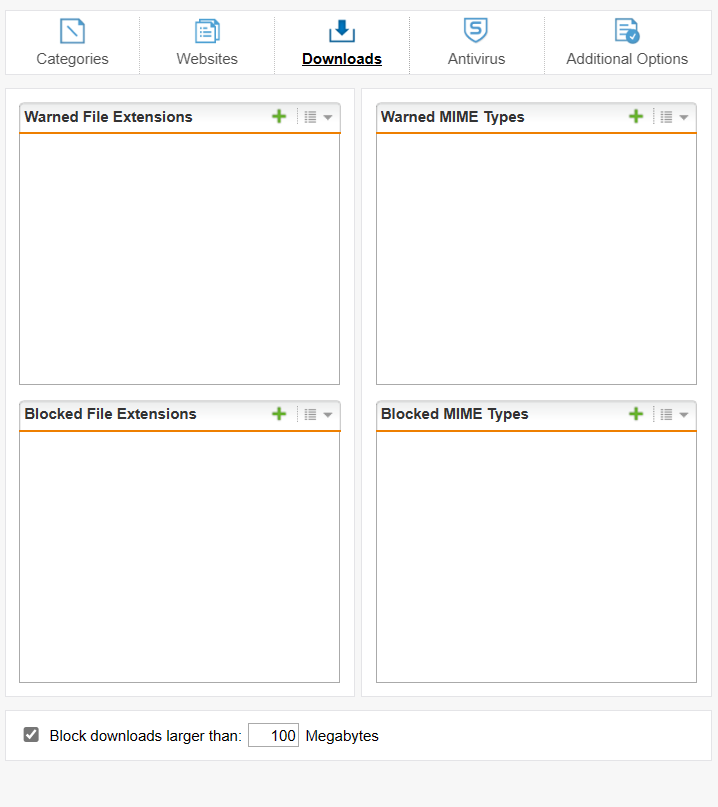 Categories
Websites
Downloads
Antivirus
Additional Options
Warned File Extensions
Warned MIME Types
Blocked File Extensions
Blocked MIME Types
Block downloads larger than: 100 Megabytes